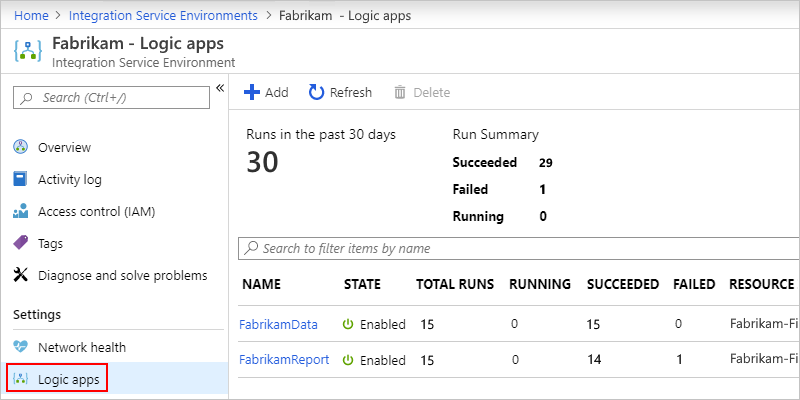 Home > Integration Service Environments > Fabrikam - Logic apps
Fabrikam - Logic apps
Integration Service Environment
Search (Ctrl+/)
«
Overview
Activity log
Access control (IAM)
Tags
Diagnose and solve problems
Settings
Network health
Logic apps
Add Refresh Delete
Runs in the past 30 days
30
Run Summary
Succeeded 29
Failed 1
Running 0
Search to filter items by name
NAME STATE TOTAL RUNS RUNNING SUCCEEDED FAILED RESOURCE
FabrikamData Enabled 15 0 15 0 Fabrikam-Fi
FabrikamReport Enabled 15 0 14 1 Fabrikam-Fi